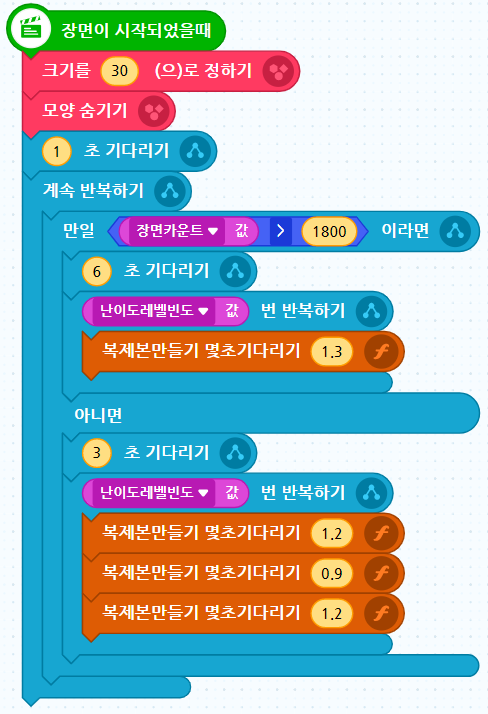 장면이 시작되었을때
크기를 30 (으)로 정하기
모양 숨기기
1 초 기다리기
계속 반복하기
만일 장면카운트 값 > 1800 이라면
6 초 기다리기
난이도레벨빈도 값 번 반복하기
복제본만들기 몇초기다리기 1.3
아니면
3 초 기다리기
난이도레벨빈도 값 번 반복하기
복제본만들기 몇초기다리기 1.2
복제본만들기 몇초기다리기 0.9
복제본만들기 몇초기다리기 1.2